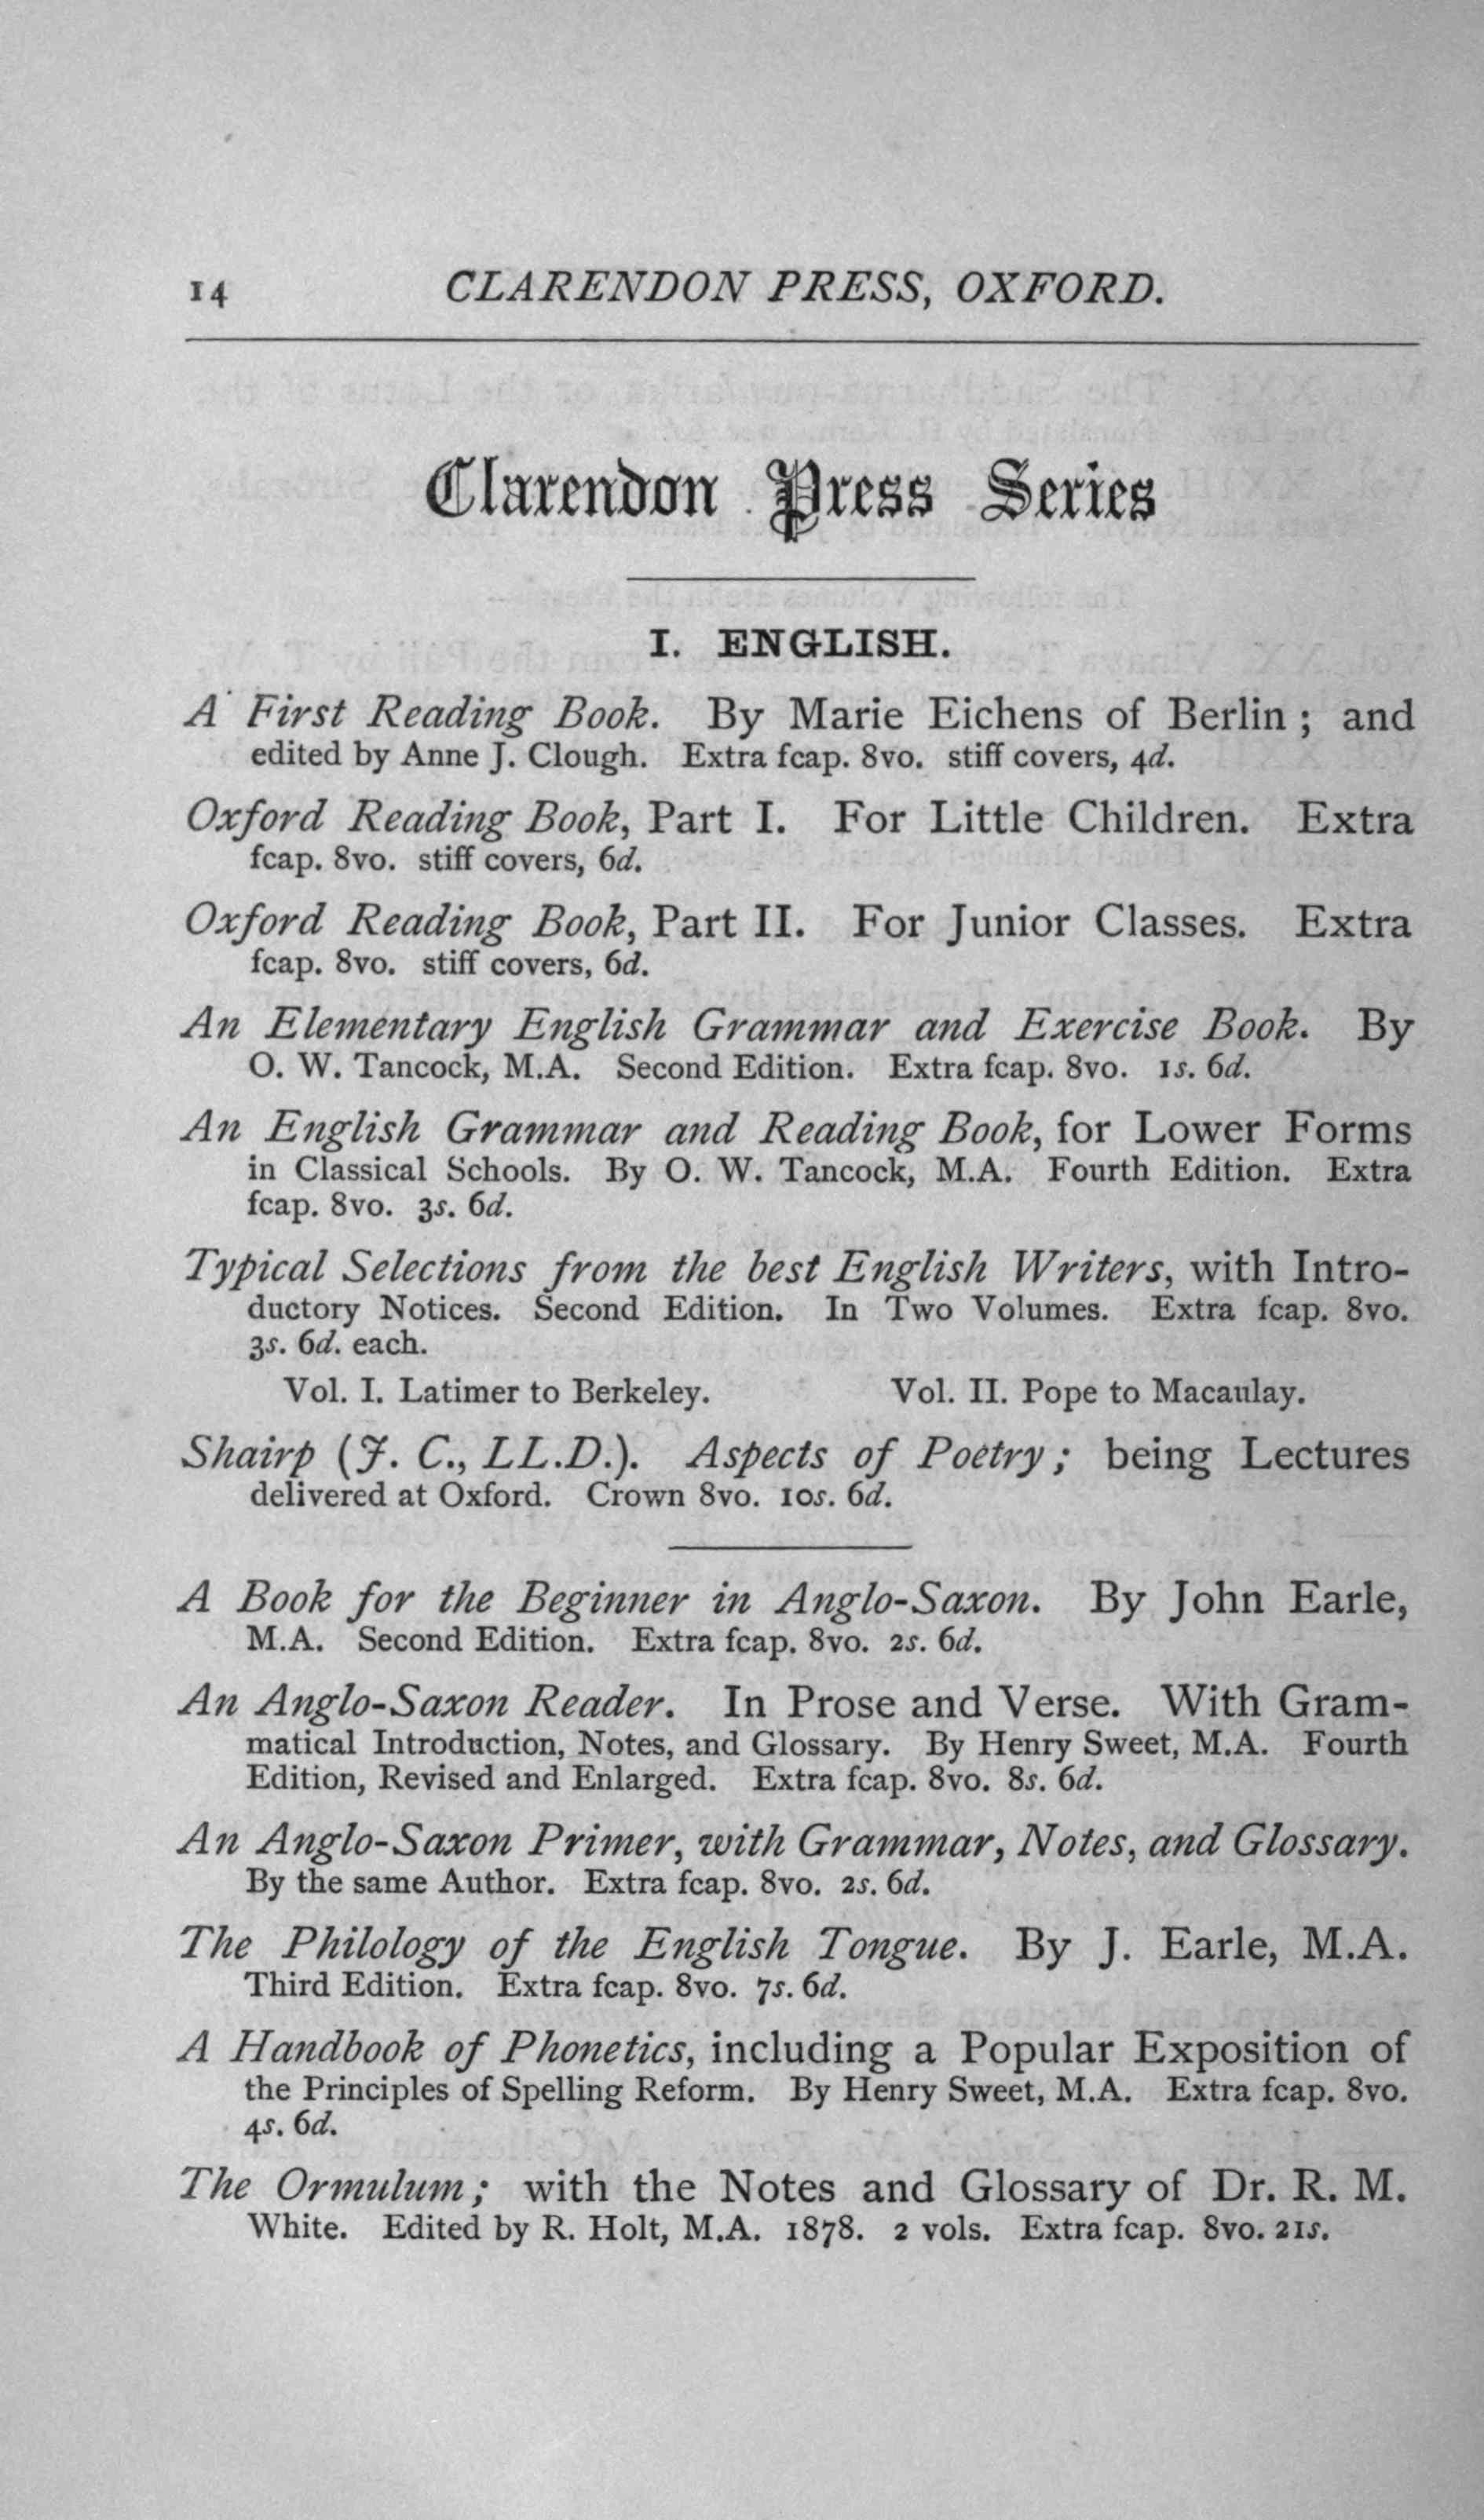 14 CLARENDON PRESS, OXFORD.
Clarendon Press Series
I. ENGLISH.
A First Reading Book. By Marie Eichens of Berlin; and
edited by Anne J. Clough. Extra fcap. 8vo. stiff covers, 4d.
Oxford Reading Book, Part I. For Little Children. Extra
fcap. 8vo. stiff covers, 6d.
Oxford Reading Book, Part II. For Junior Classes. Extra
fcap. 8vo. stiff covers, 6d.
An Elementary English Grammar and Exercise Book. By
O. W. Tancock, M.A. Second Edition. Extra fcap. 8vo. 1s. 6d.
An English Grammar and Reading Book, for Lower Forms
in Classical Schools. By O. W. Tancock, M.A. Fourth Edition. Extra
fcap. 8vo. 3s. 6d.
Typical Selections from the best English Writers, with Intro-
ductory Notices. Second Edition. In Two Volumes. Extra fcap. 8vo.
3s. 6d. each.
Vol. I. Latimer to Berkeley. Vol. II. Pope to Macaulay.
Shairp (J. C., LL.D.). Aspects of Poetry; being Lectures
delivered at Oxford. Crown 8vo. 10s. 6d.
A Book for the Beginner in Anglo-Saxon. By John Earle,
M.A. Second Edition. Extra fcap. 8vo. 2s. 6d.
An Anglo-Saxon Reader. In Prose and Verse. With Gram-
matical Introduction, Notes, and Glossary. By Henry Sweet, M.A. Fourth
Edition, Revised and Enlarged. Extra fcap. 8vo. 8s. 6d.
An Anglo-Saxon Primer, with Grammar, Notes, and Glossary.
By the same Author. Extra fcap. 8vo. 2s. 6d.
The Philology of the English Tongue. By J. Earle, M.A.
Third Edition. Extra fcap. 8vo. 7s. 6d.
A Handbook of Phonetics, including a Popular Exposition of
the Principles of Spelling Reform. By Henry Sweet, M.A. Extra fcap. 8vo.
4s. 6d.
The Ormulum; with the Notes and Glossary of Dr. R. M.
White. Edited by R. Holt, M.A. 1878. 2 vols. Extra fcap. 8vo. 21s.